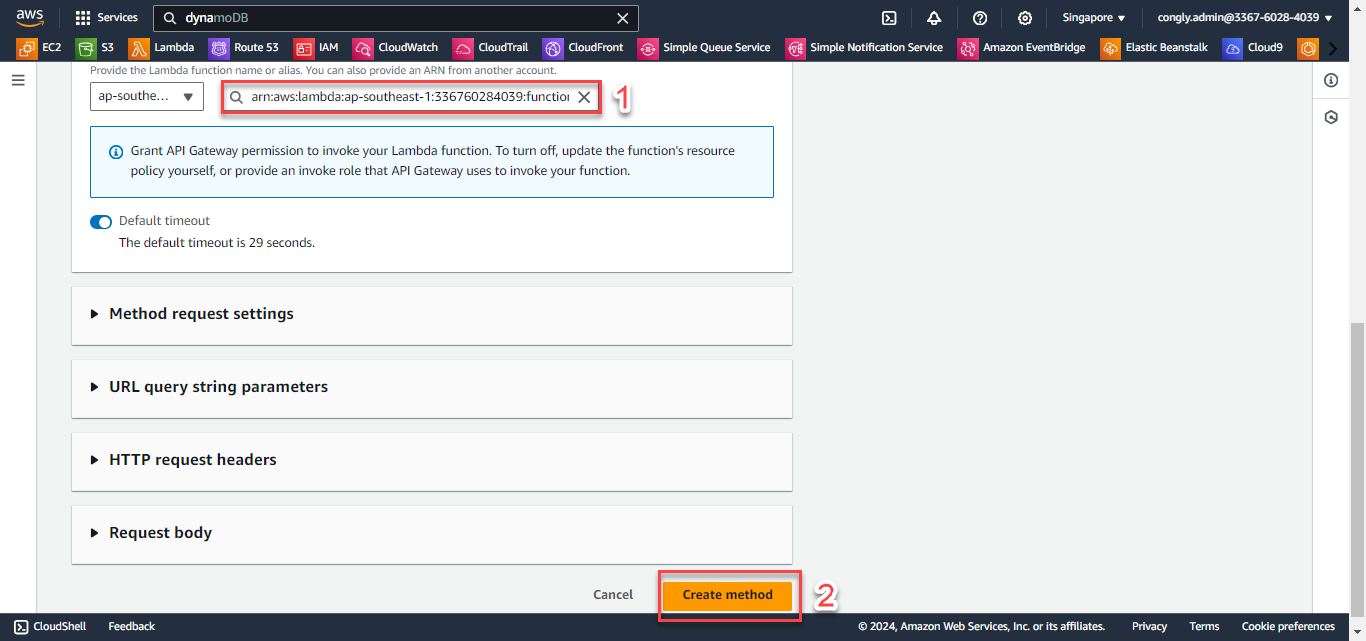 aws Services dynamoDB Singapore congly.admin@3367-6028-4039
EC2 S3 Lambda Route 53 IAM CloudWatch CloudTrail CloudFront Simple Queue Service Simple Notification Service Amazon EventBridge Elastic Beanstalk Cloud9
Provide the Lambda function name or alias. You can also provide an ARN from another account.
ap-southe... arn:aws:lambda:ap-southeast-1:336760284039:function 1
Grant API Gateway permission to invoke your Lambda function. To turn off, update the function's resource
policy yourself, or provide an invoke role that API Gateway uses to invoke your function.
Default timeout
The default timeout is 29 seconds.
Method request settings
URL query string parameters
HTTP request headers
Request body
Cancel Create method 2
CloudShell Feedback © 2024, Amazon Web Services, Inc. or its affiliates. Privacy Terms Cookie preferences